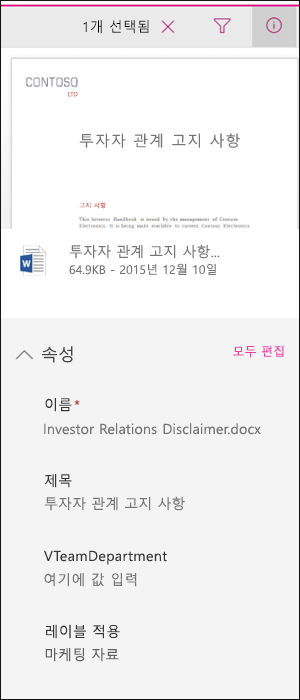 1개 선택됨
CONTOSO
LTD
투자자 관계 고지 사항
고지 사항
This Investor Handbook is issued by the management of Contoso
Electronics. It is being made available to current Contoso Electronics
투자자 관계 고지 사항...
64.9KB - 2015년 12월 10일
속성
모두 편집
이름*
Investor Relations Disclaimer.docx
제목
투자자 관계 고지 사항
VTeamDepartment
여기에 값 입력
레이블 적용
마케팅 자료